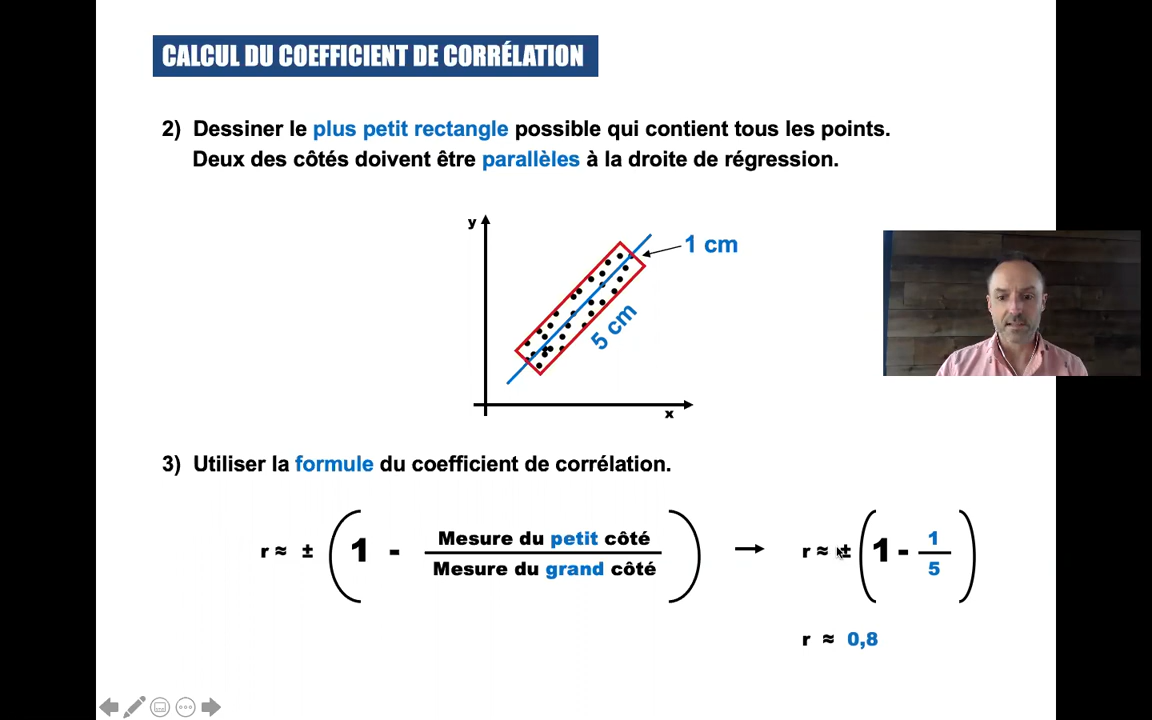 CALCUL DU COEFFICIENT DE CORRÉLATION
2) Dessiner le plus petit rectangle possible qui contient tous les points.
Deux des côtés doivent être parallèles à la droite de régression.
y
1 cm
5 cm
x
3) Utiliser la formule du coefficient de corrélation.
r ≈ ± ( 1 - Mesure du petit côté / Mesure du grand côté ) → r ≈ ± ( 1 - 1 / 5 )
r ≈ 0,8